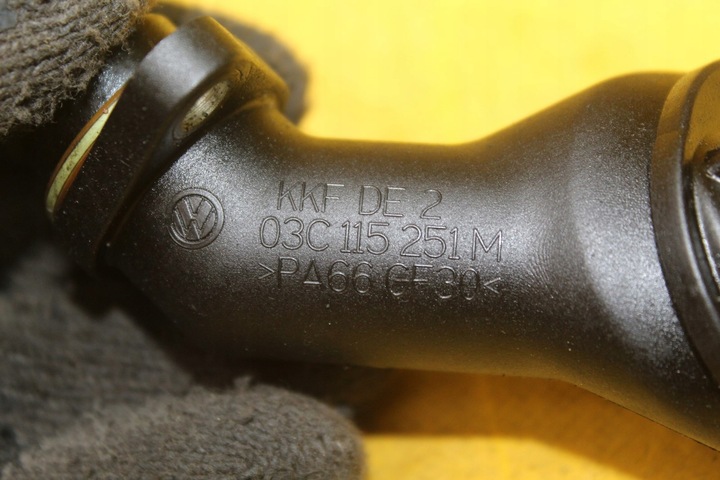 KKF DE 2
03C 115 251 M
>PA66 GF30<